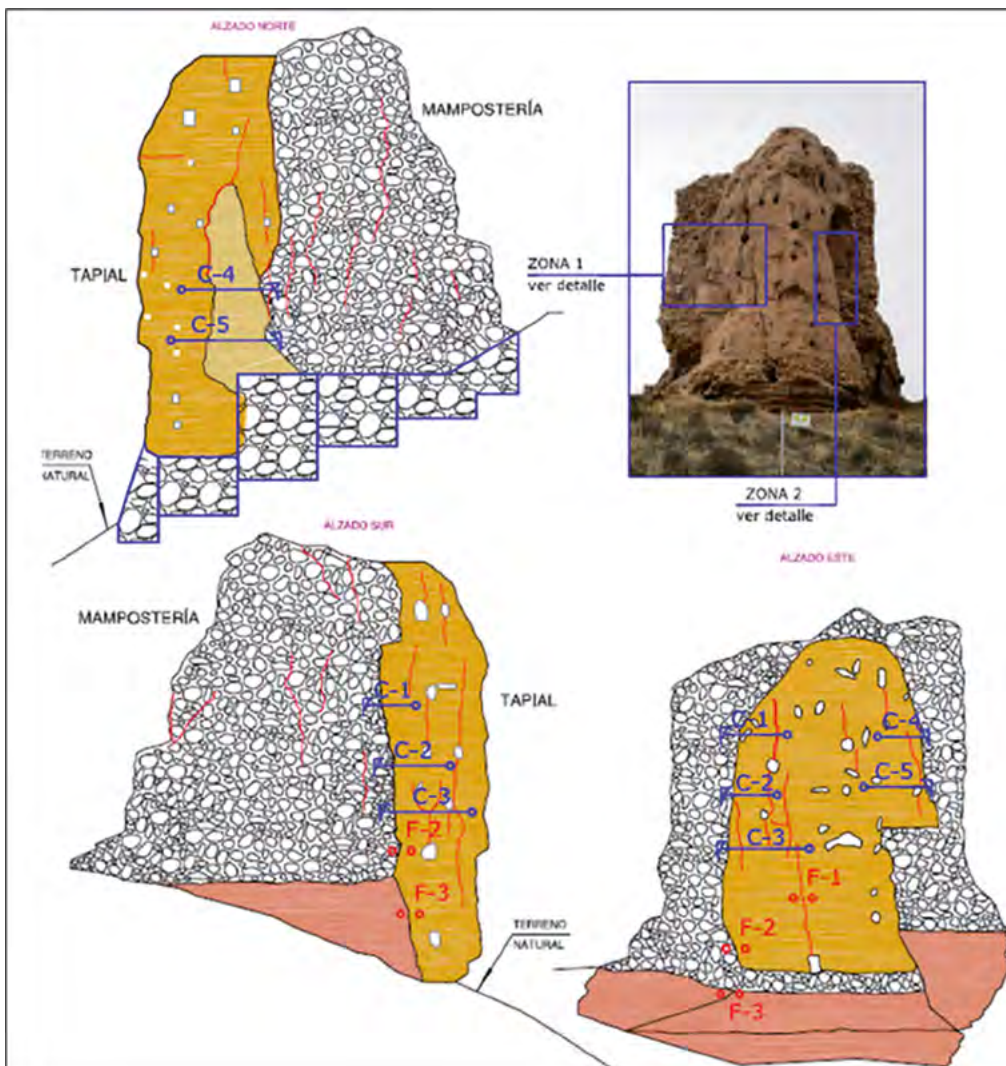 ALZADO NORTE
MAMPOSTERÍA
TAPIAL
C-4
C-5
TERRENO
NATURAL
ZONA 1
ver detalle
ZONA 2
ver detalle
ALZADO SUR
MAMPOSTERÍA
TAPIAL
C-1
C-2
C-3
F-2
F-3
TERRENO
NATURAL
ALZADO ESTE
C-1
C-4
C-2
C-5
C-3
F-1
F-2
F-3